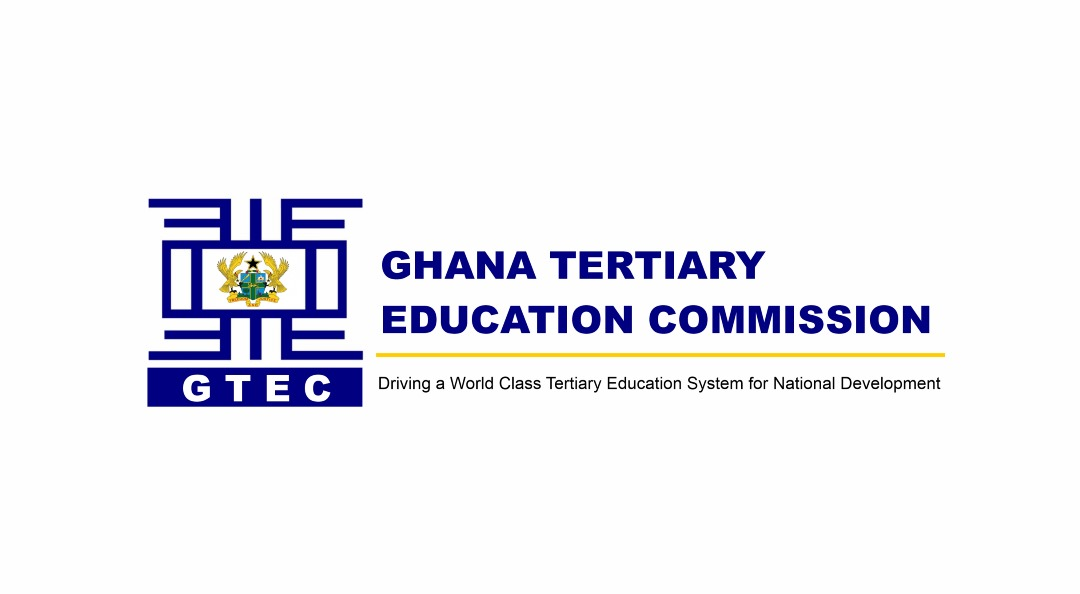 GHANA TERTIARY
EDUCATION COMMISSION
GTEC
Driving a World Class Tertiary Education System for National Development